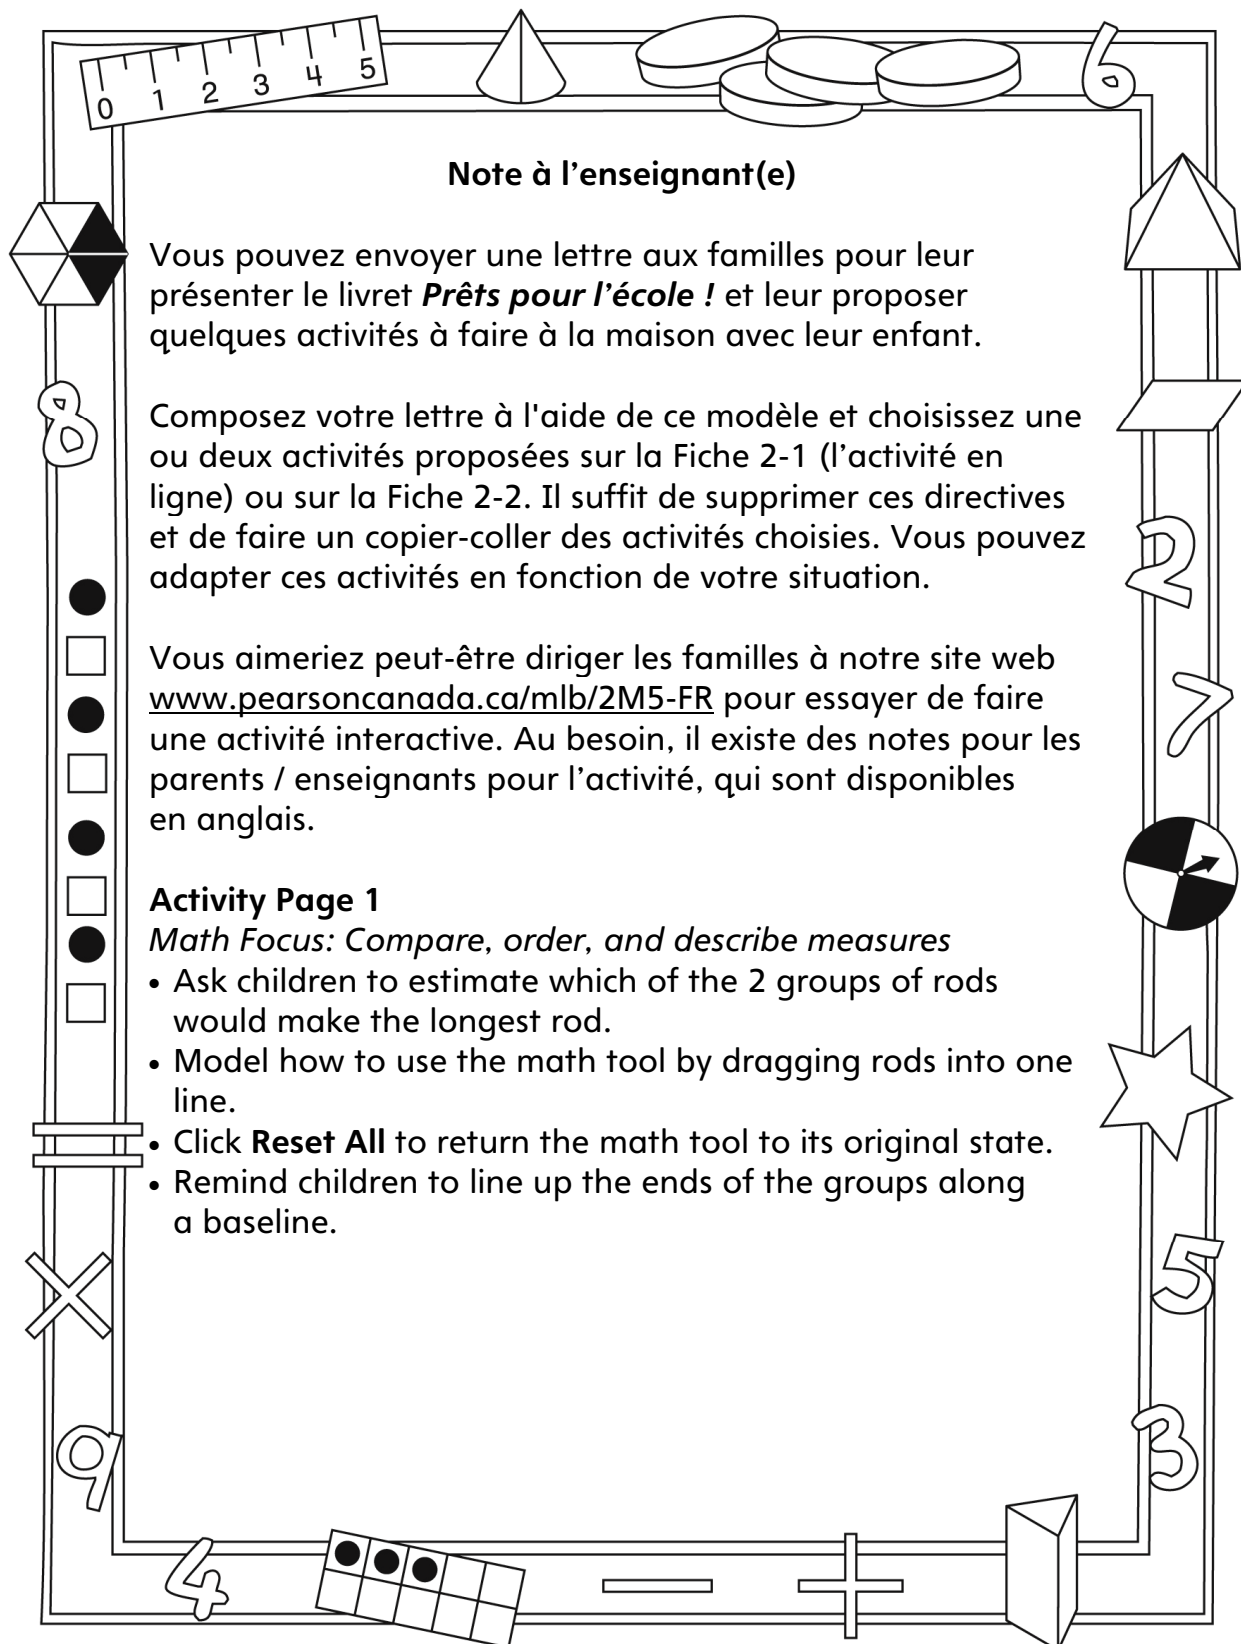 0 1 2 3 4 5
6
Note à l’enseignant(e)
Vous pouvez envoyer une lettre aux familles pour leur
présenter le livret Prêts pour l’école ! et leur proposer
quelques activités à faire à la maison avec leur enfant.
8
Composez votre lettre à l'aide de ce modèle et choisissez une
ou deux activités proposées sur la Fiche 2-1 (l’activité en
ligne) ou sur la Fiche 2-2. Il suffit de supprimer ces directives
et de faire un copier-coller des activités choisies. Vous pouvez
adapter ces activités en fonction de votre situation.
2
Vous aimeriez peut-être diriger les familles à notre site web
www.pearsoncanada.ca/mlb/2M5-FR pour essayer de faire
une activité interactive. Au besoin, il existe des notes pour les
parents / enseignants pour l’activité, qui sont disponibles
en anglais.
7
Activity Page 1
Math Focus: Compare, order, and describe measures
• Ask children to estimate which of the 2 groups of rods
would make the longest rod.
• Model how to use the math tool by dragging rods into one
line.
• Click Reset All to return the math tool to its original state.
• Remind children to line up the ends of the groups along
a baseline.
=
×
5
9
3
4
−
+